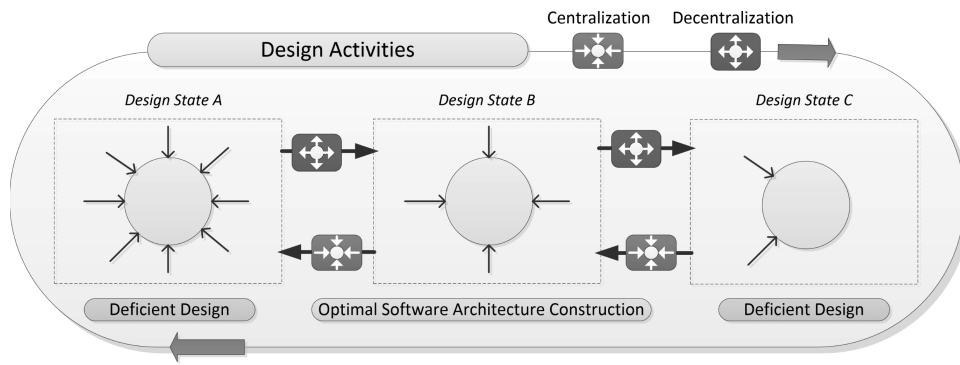 Centralization
Decentralization
Design Activities
Design State A
Design State B
Design State C
Deficient Design
Optimal Software Architecture Construction
Deficient Design